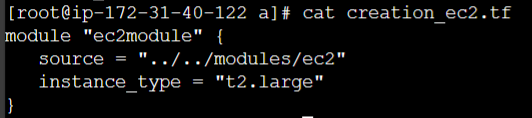 [root@ip-172-31-40-122 a]# cat creation_ec2.tf
module "ec2module" {
   source = "../../modules/ec2"
   instance_type = "t2.large"
}